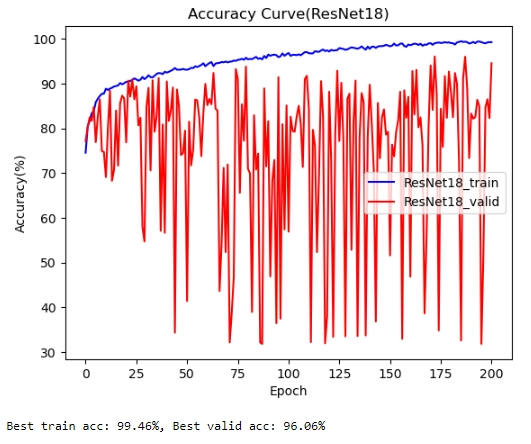 Accuracy Curve(ResNet18)
100
90
80
70
60
50
40
30
Accuracy(%)
ResNet18_train
ResNet18_valid
0
25
50
75
100
125
150
175
200
Epoch
Best train acc: 99.46%, Best valid acc: 96.06%